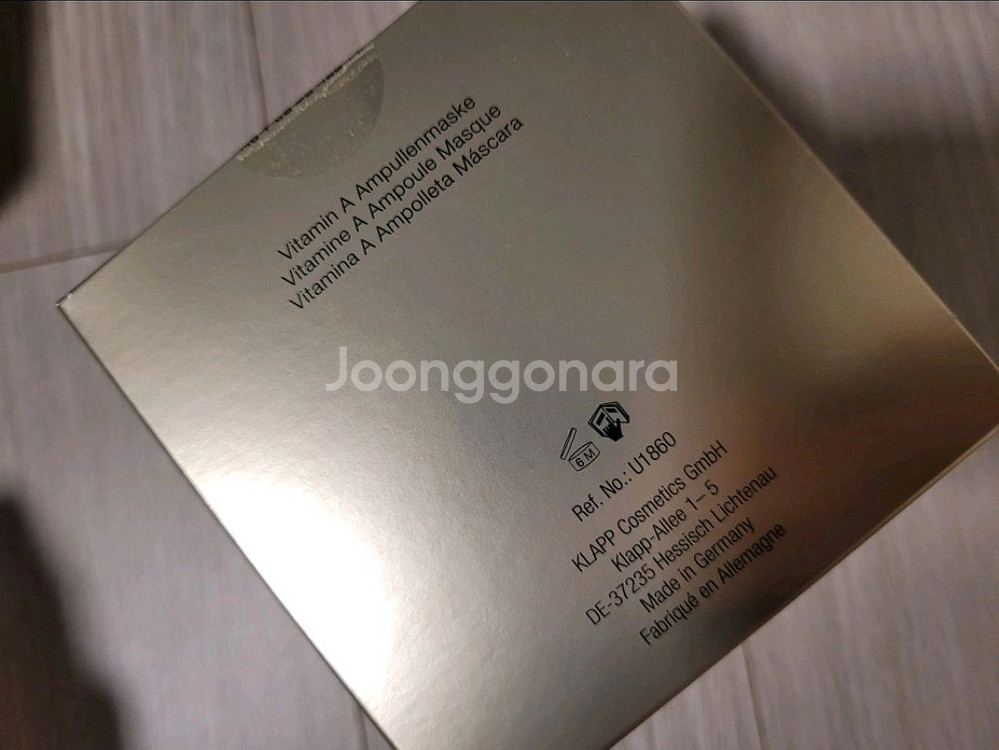 Vitamin A Ampullenmaske
Vitamine A Ampoule Masque
Vitamina A Ampolleta Máscara
Joonggonara
6 M
Ref. No.: U1860
KLAPP Cosmetics GmbH
Klapp-Allee 1– 5
DE-37235 Hessisch Lichtenau
Made in Germany
Fabriqué en Allemagne